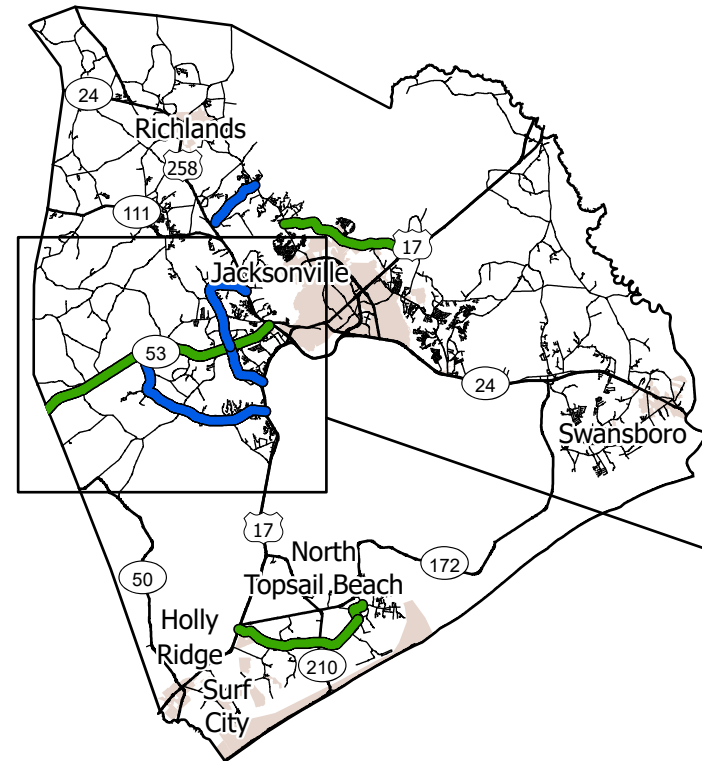 24
Richlands
258
111
17
Jacksonville
53
24
Swansboro
17
North
Topsail Beach
172
50
Holly
Ridge
210
Surf
City